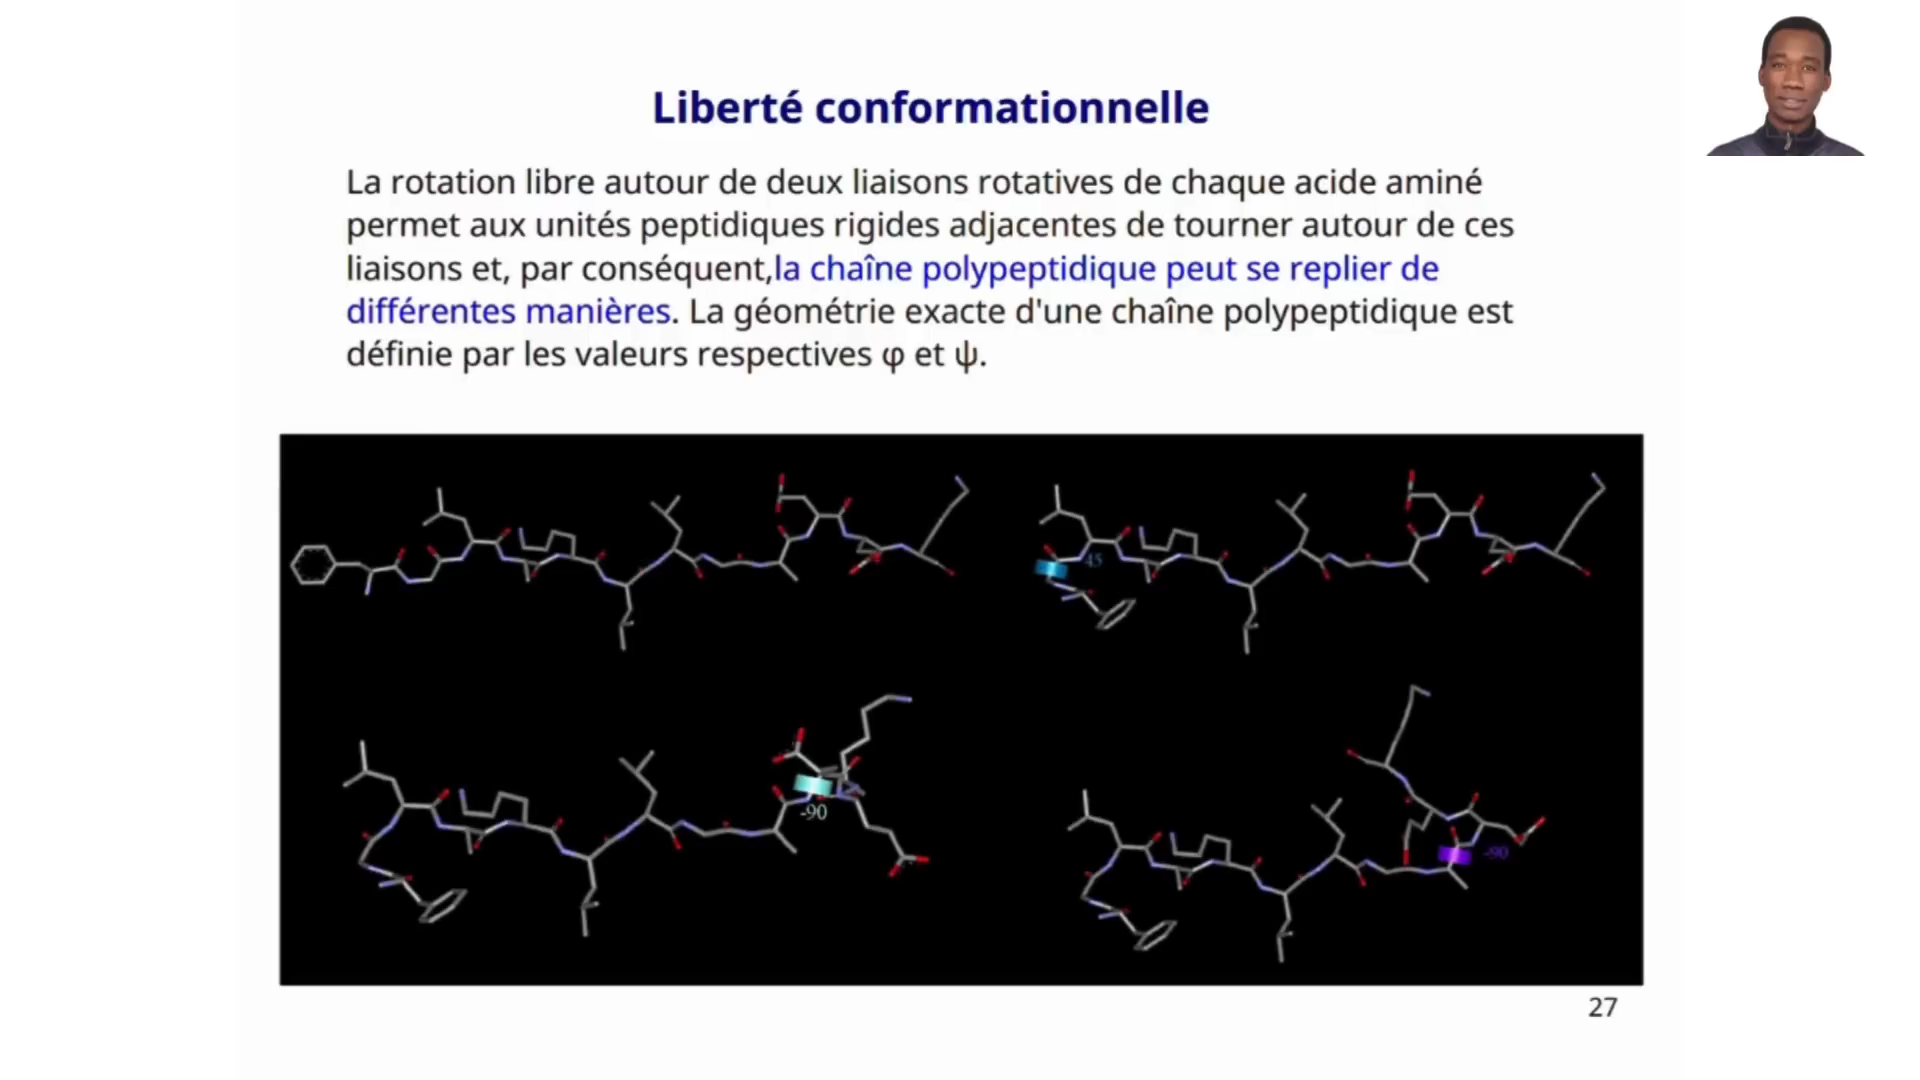 Liberté conformationnelle
La rotation libre autour de deux liaisons rotatives de chaque acide aminé
permet aux unités peptidiques rigides adjacentes de tourner autour de ces
liaisons et, par conséquent,la chaîne polypeptidique peut se replier de
différentes manières. La géométrie exacte d'une chaîne polypeptidique est
définie par les valeurs respectives φ et ψ.
45
-90
-90
27